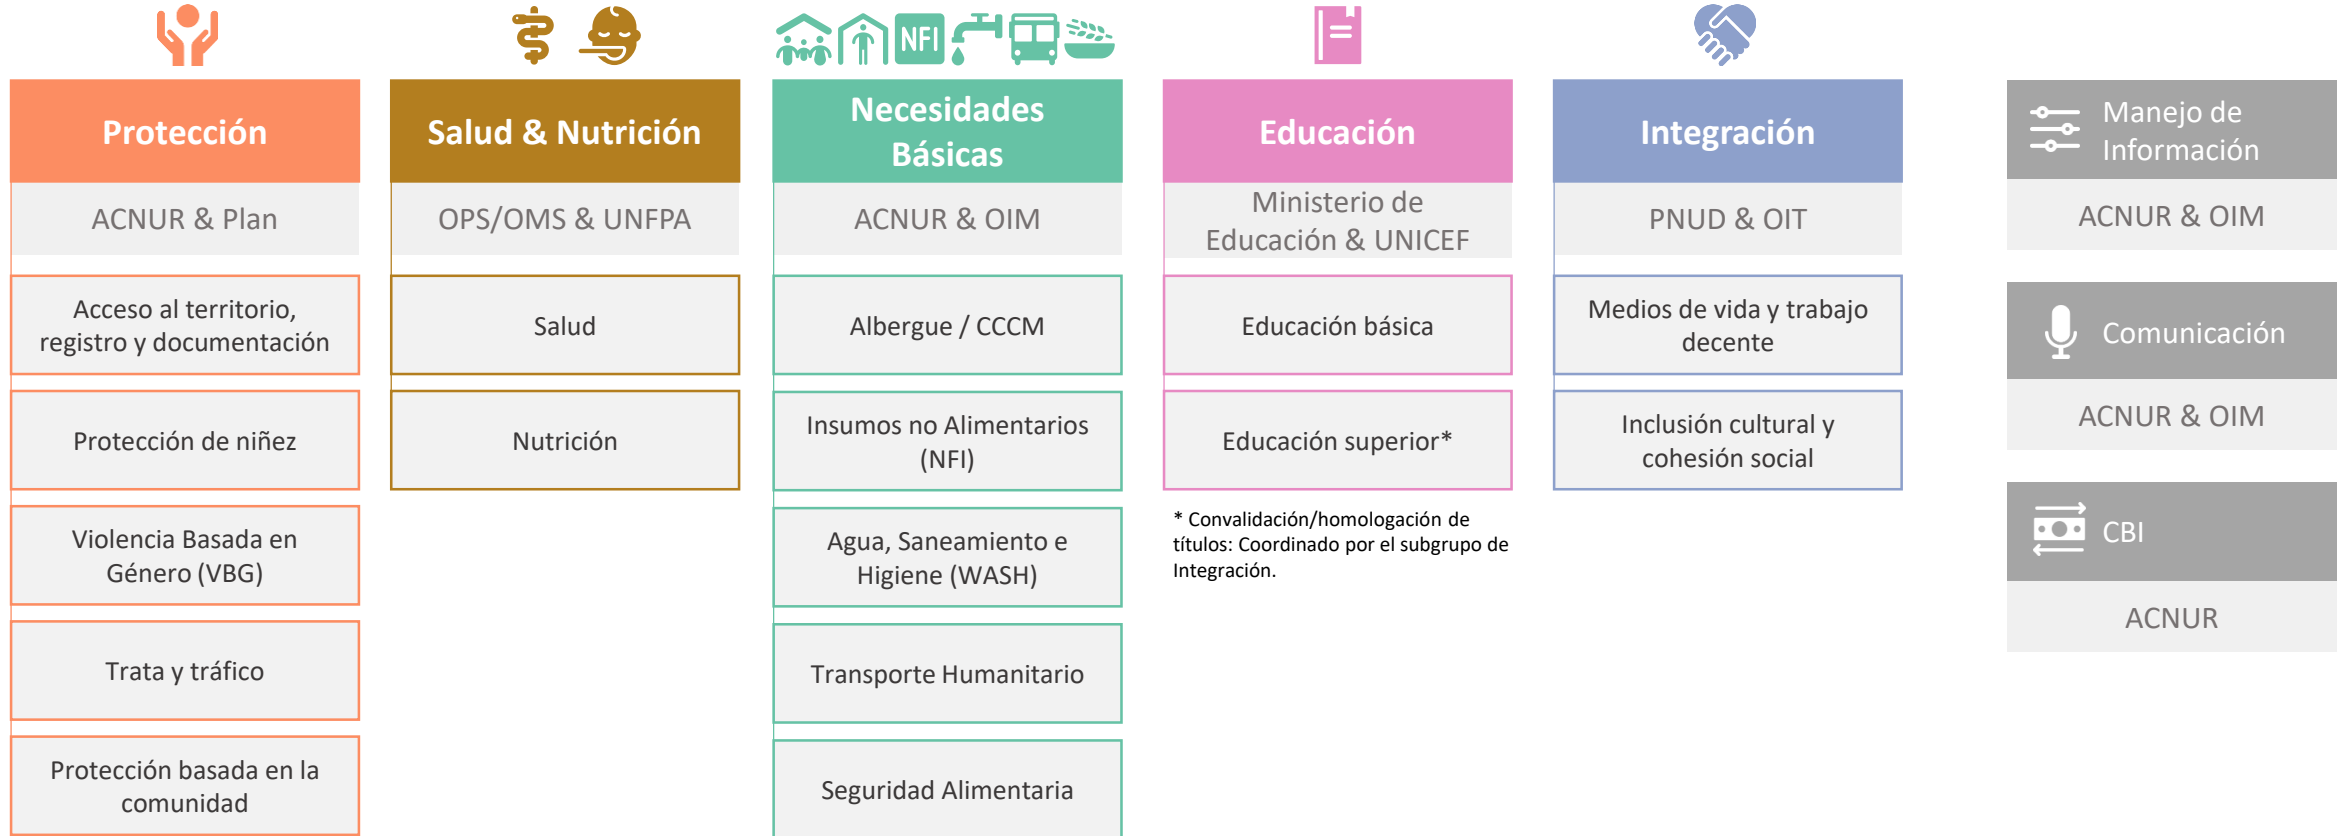 NFI
Protección
ACNUR & Plan
Acceso al territorio,
registro y documentación
Protección de niñez
Violencia Basada en
Género (VBG)
Trata y tráfico
Protección basada en la
comunidad
Salud & Nutrición
OPS/OMS & UNFPA
Salud
Nutrición
Necesidades
Básicas
ACNUR & OIM
Albergue / CCCM
Insumos no Alimentarios
(NFI)
Agua, Saneamiento e
Higiene (WASH)
Transporte Humanitario
Seguridad Alimentaria
Educación
Ministerio de
Educación & UNICEF
Educación básica
Educación superior*
* Convalidación/homologación de
títulos: Coordinado por el subgrupo de
Integración.
Integración
PNUD & OIT
Medios de vida y trabajo
decente
Inclusión cultural y
cohesión social
Manejo de
Información
ACNUR & OIM
Comunicación
ACNUR & OIM
CBI
ACNUR